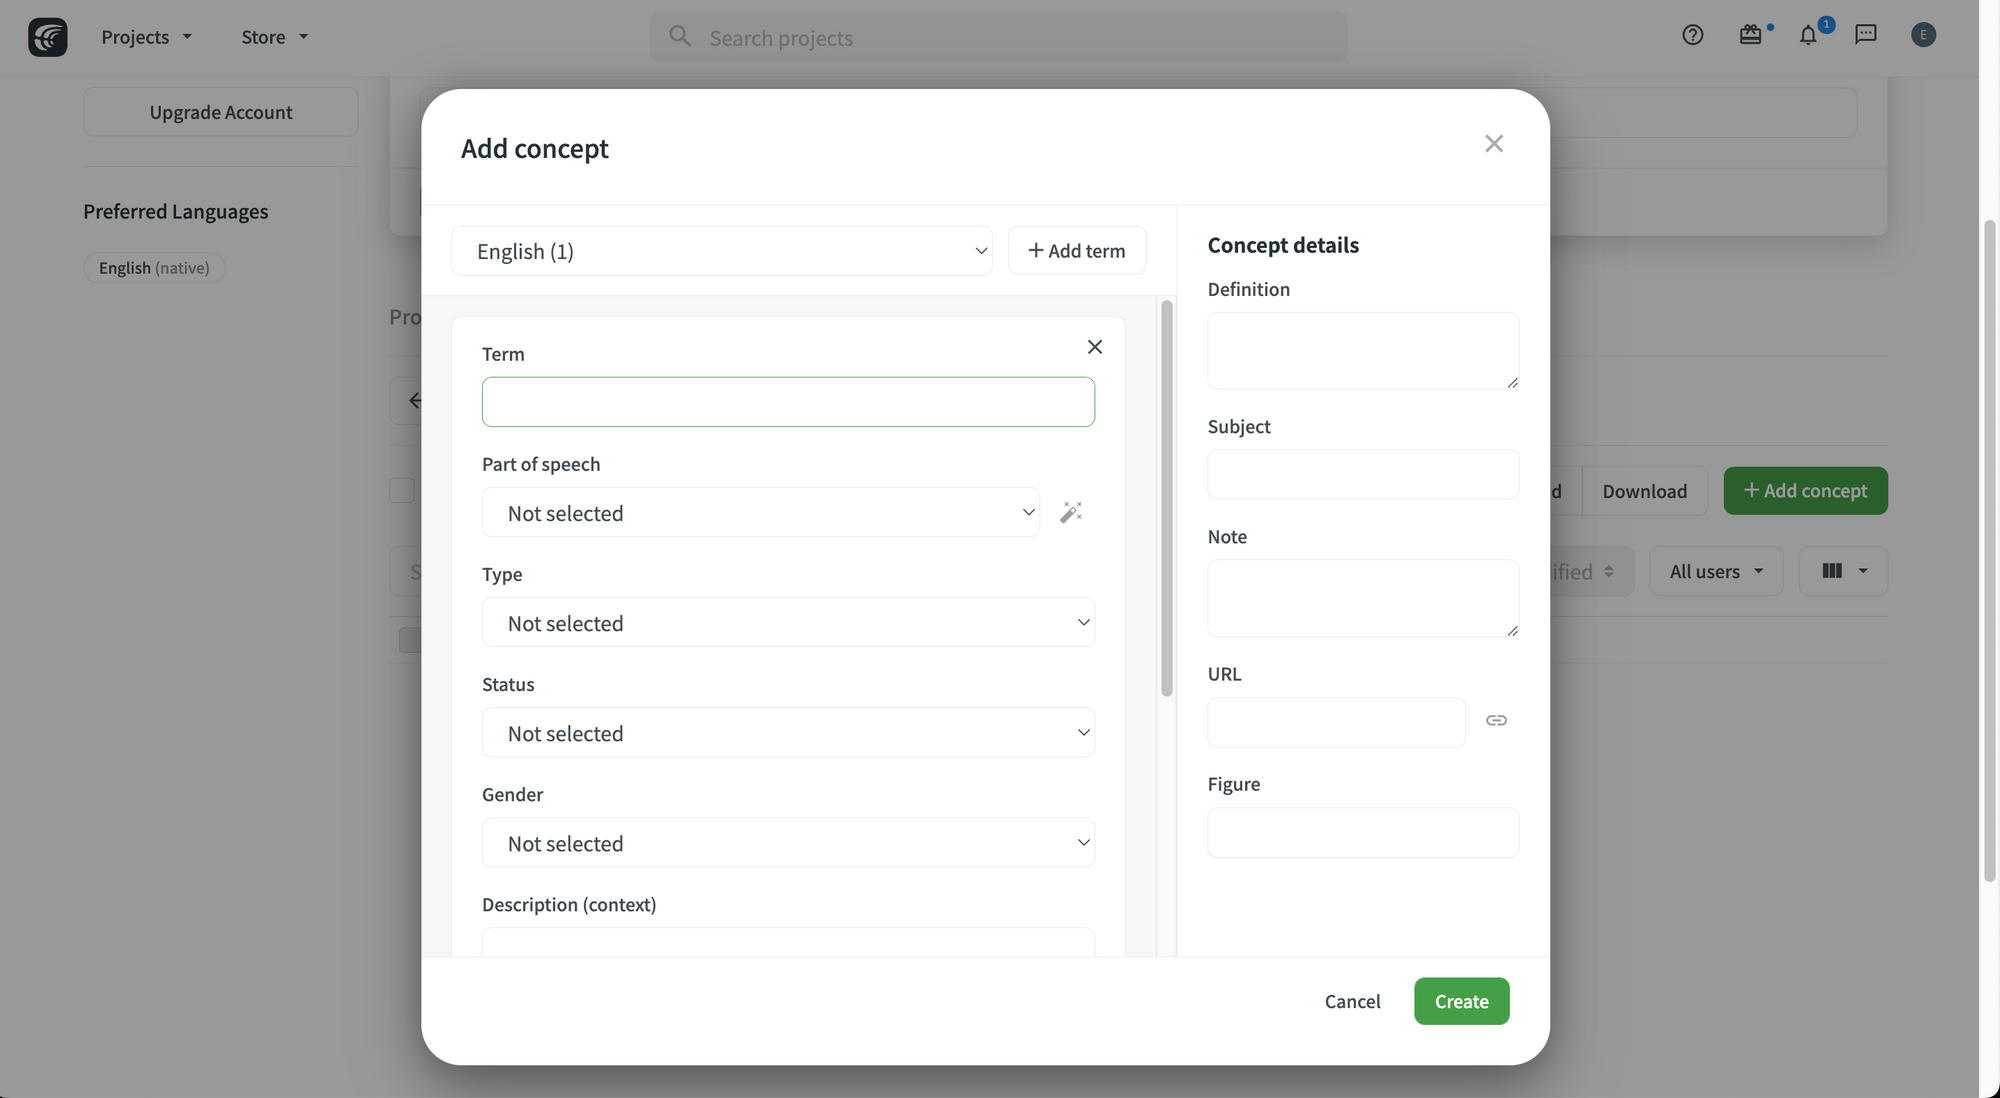 Projects
Store
Search projects
1
E
Upgrade Account
Preferred Languages
English (native)
Add concept
English (1)
+ Add term
Term
Part of speech
Not selected
Type
Not selected
Status
Not selected
Gender
Not selected
Description (context)
Concept details
Definition
Subject
Note
URL
Figure
Cancel
Create
Pro
d
Download
+ Add concept
S
ified
All users